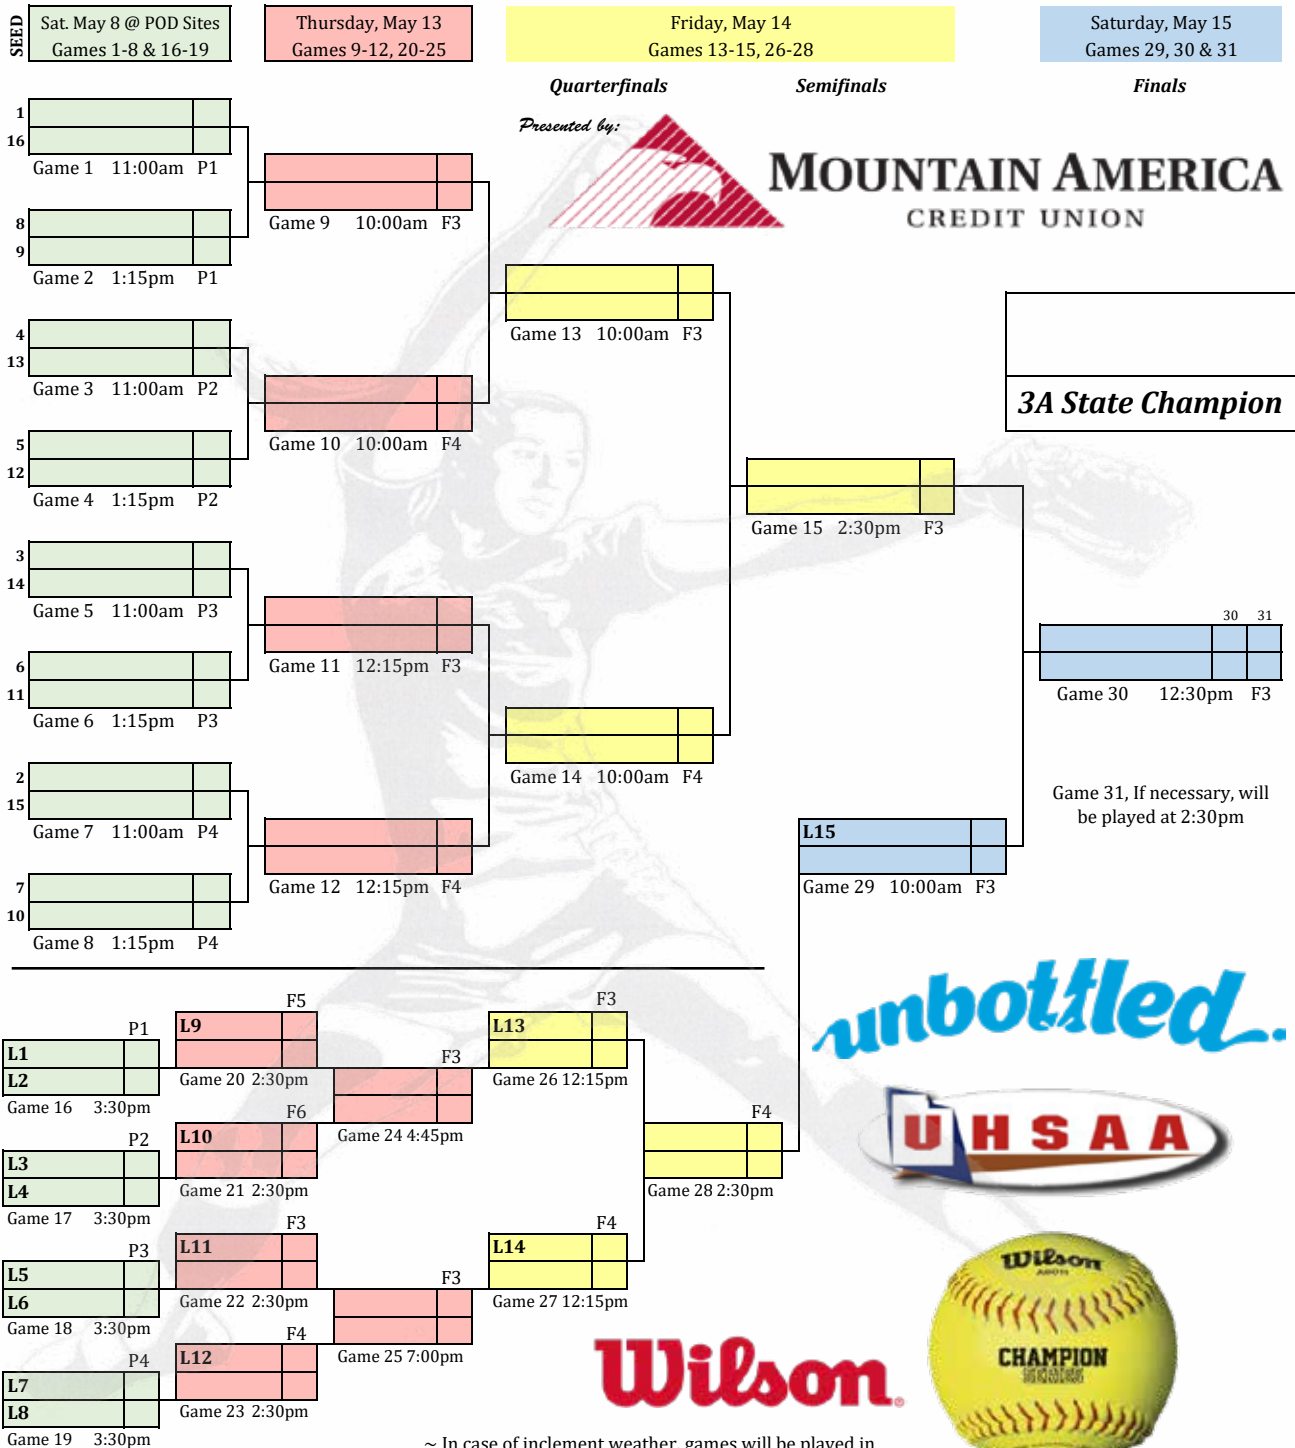 SEED
Sat. May 8 @ POD Sites
Games 1-8 & 16-19
Thursday, May 13
Games 9-12, 20-25
Friday, May 14
Games 13-15, 26-28
Saturday, May 15
Games 29, 30 & 31
Quarterfinals
Semifinals
Finals
Presented by:
MOUNTAIN AMERICA
CREDIT UNION
1
16
Game 1 11:00am P1
8
9
Game 2 1:15pm P1
4
13
Game 3 11:00am P2
5
12
Game 4 1:15pm P2
3
14
Game 5 11:00am P3
6
11
Game 6 1:15pm P3
2
15
Game 7 11:00am P4
7
10
Game 8 1:15pm P4
Game 9 10:00am F3
Game 10 10:00am F4
Game 11 12:15pm F3
Game 12 12:15pm F4
Game 13 10:00am F3
Game 14 10:00am F4
Game 15 2:30pm F3
3A State Champion
30 31
Game 30 12:30pm F3
Game 31, If necessary, will
be played at 2:30pm
L15
Game 29 10:00am F3
P1
L1
L2
Game 16 3:30pm
P2
L3
L4
Game 17 3:30pm
P3
L5
L6
Game 18 3:30pm
P4
L7
L8
Game 19 3:30pm
F5
L9
Game 20 2:30pm
F6
L10
Game 21 2:30pm
F3
L11
Game 22 2:30pm
F4
L12
Game 23 2:30pm
F3
Game 24 4:45pm
F3
Game 25 7:00pm
F3
L13
Game 26 12:15pm
F4
L14
Game 27 12:15pm
F4
Game 28 2:30pm
unbottled.
UHSAA
Wilson
CHAMPION
Wilson®
~ In case of inclement weather, games will be played in